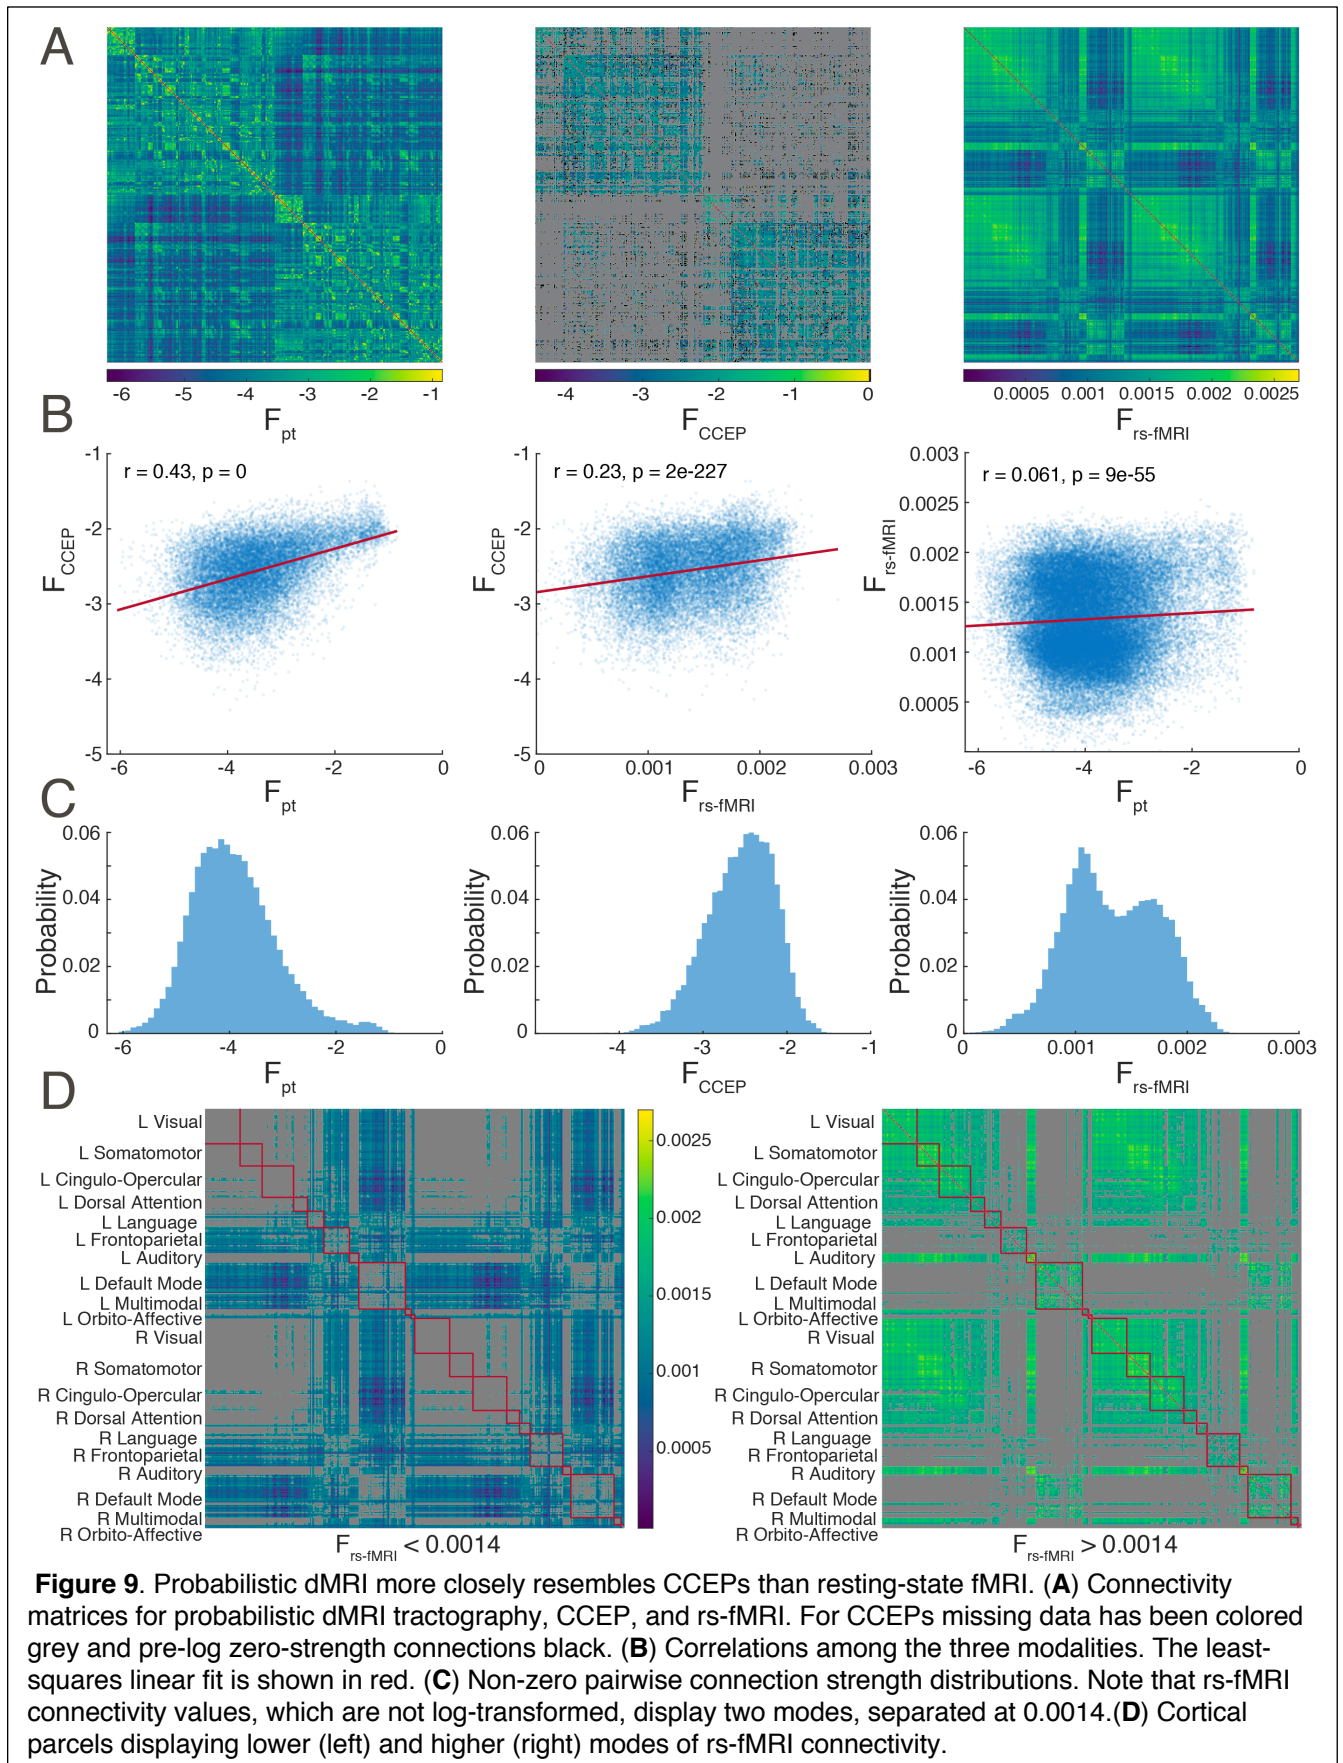 A
-6 -5 -4 -3 -2 -1
-4 -3 -2 -1 0
0.0005 0.001 0.0015 0.002 0.0025
F_pt
F_CCEP
F_rs-fMRI
B
-1
-2
-3
-4
-5
F_CCEP
r = 0.43, p = 0
-6 -4 -2 0
F_pt
-1
-2
-3
-4
-5
F_CCEP
r = 0.23, p = 2e-227
0 0.001 0.002 0.003
F_rs-fMRI
0.003
0.0025
0.002
0.0015
0.001
0.0005
F_rs-fMRI
r = 0.061, p = 9e-55
-6 -4 -2 0
F_pt
C
0.06
0.04
0.02
0
Probability
-6 -4 -2 0
F_pt
0.06
0.04
0.02
0
Probability
-4 -3 -2 -1
F_CCEP
0.06
0.04
0.02
0
Probability
0 0.001 0.002 0.003
F_rs-fMRI
D
L Visual
L Somatomotor
L Cingulo-Opercular
L Dorsal Attention
L Language
L Frontoparietal
L Auditory
L Default Mode
L Multimodal
L Orbito-Affective
R Visual
R Somatomotor
R Cingulo-Opercular
R Dorsal Attention
R Language
R Frontoparietal
R Auditory
R Default Mode
R Multimodal
R Orbito-Affective
F_rs-fMRI < 0.0014
0.0025
0.002
0.0015
0.001
0.0005
L Visual
L Somatomotor
L Cingulo-Opercular
L Dorsal Attention
L Language
L Frontoparietal
L Auditory
L Default Mode
L Multimodal
L Orbito-Affective
R Visual
R Somatomotor
R Cingulo-Opercular
R Dorsal Attention
R Language
R Frontoparietal
R Auditory
R Default Mode
R Multimodal
R Orbito-Affective
F_rs-fMRI > 0.0014
Figure 9. Probabilistic dMRI more closely resembles CCEPs than resting-state fMRI. (A) Connectivity
matrices for probabilistic dMRI tractography, CCEP, and rs-fMRI. For CCEPs missing data has been colored
grey and pre-log zero-strength connections black. (B) Correlations among the three modalities. The least-
squares linear fit is shown in red. (C) Non-zero pairwise connection strength distributions. Note that rs-fMRI
connectivity values, which are not log-transformed, display two modes, separated at 0.0014.(D) Cortical
parcels displaying lower (left) and higher (right) modes of rs-fMRI connectivity.